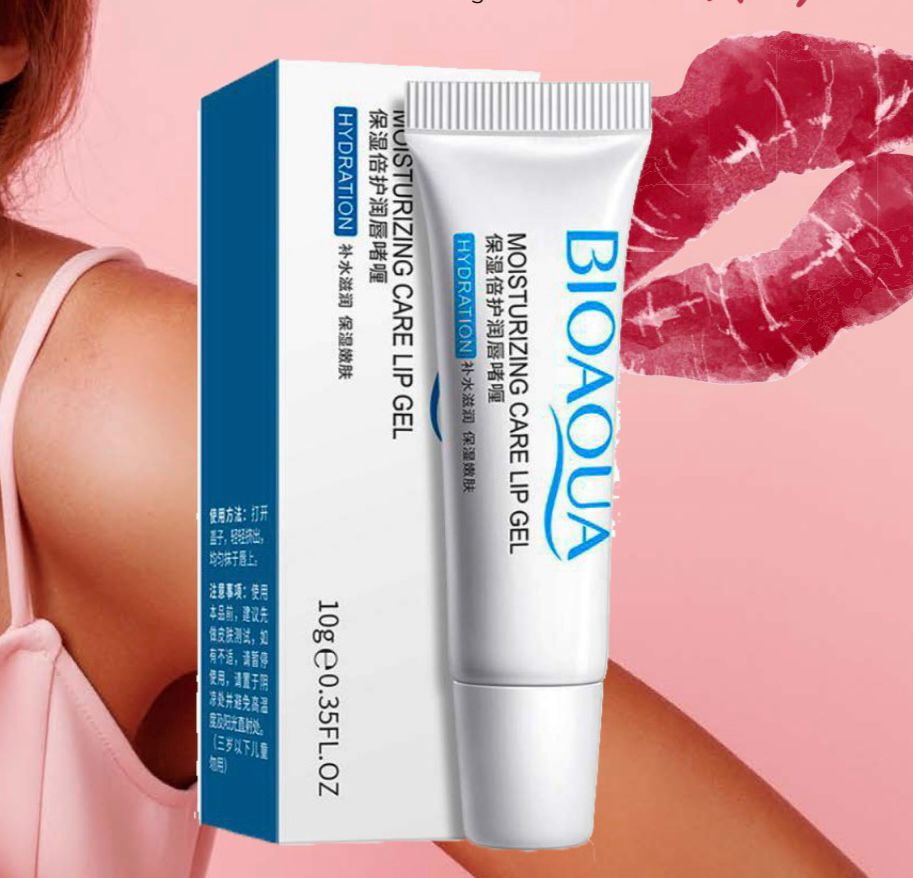 MOISTURIZING CARE LIP GEL
保湿倍护润唇啫喱
HYDRATION 补水滋润 保湿嫩肤
10g e 0.35FL.OZ
使用方法：打开
盖子，轻轻挤出，
均匀抹于唇上。
注意事项：使用
本品前，建议先
做皮肤测试，如
有不适，请暂停
使用，请置于阴
凉处并避免高温
度及阳光直射处。
（三岁以下儿童
勿用）
BIOAQUA
MOISTURIZING CARE LIP GEL
保湿倍护润唇啫喱
HYDRATION 补水滋润 保湿嫩肤